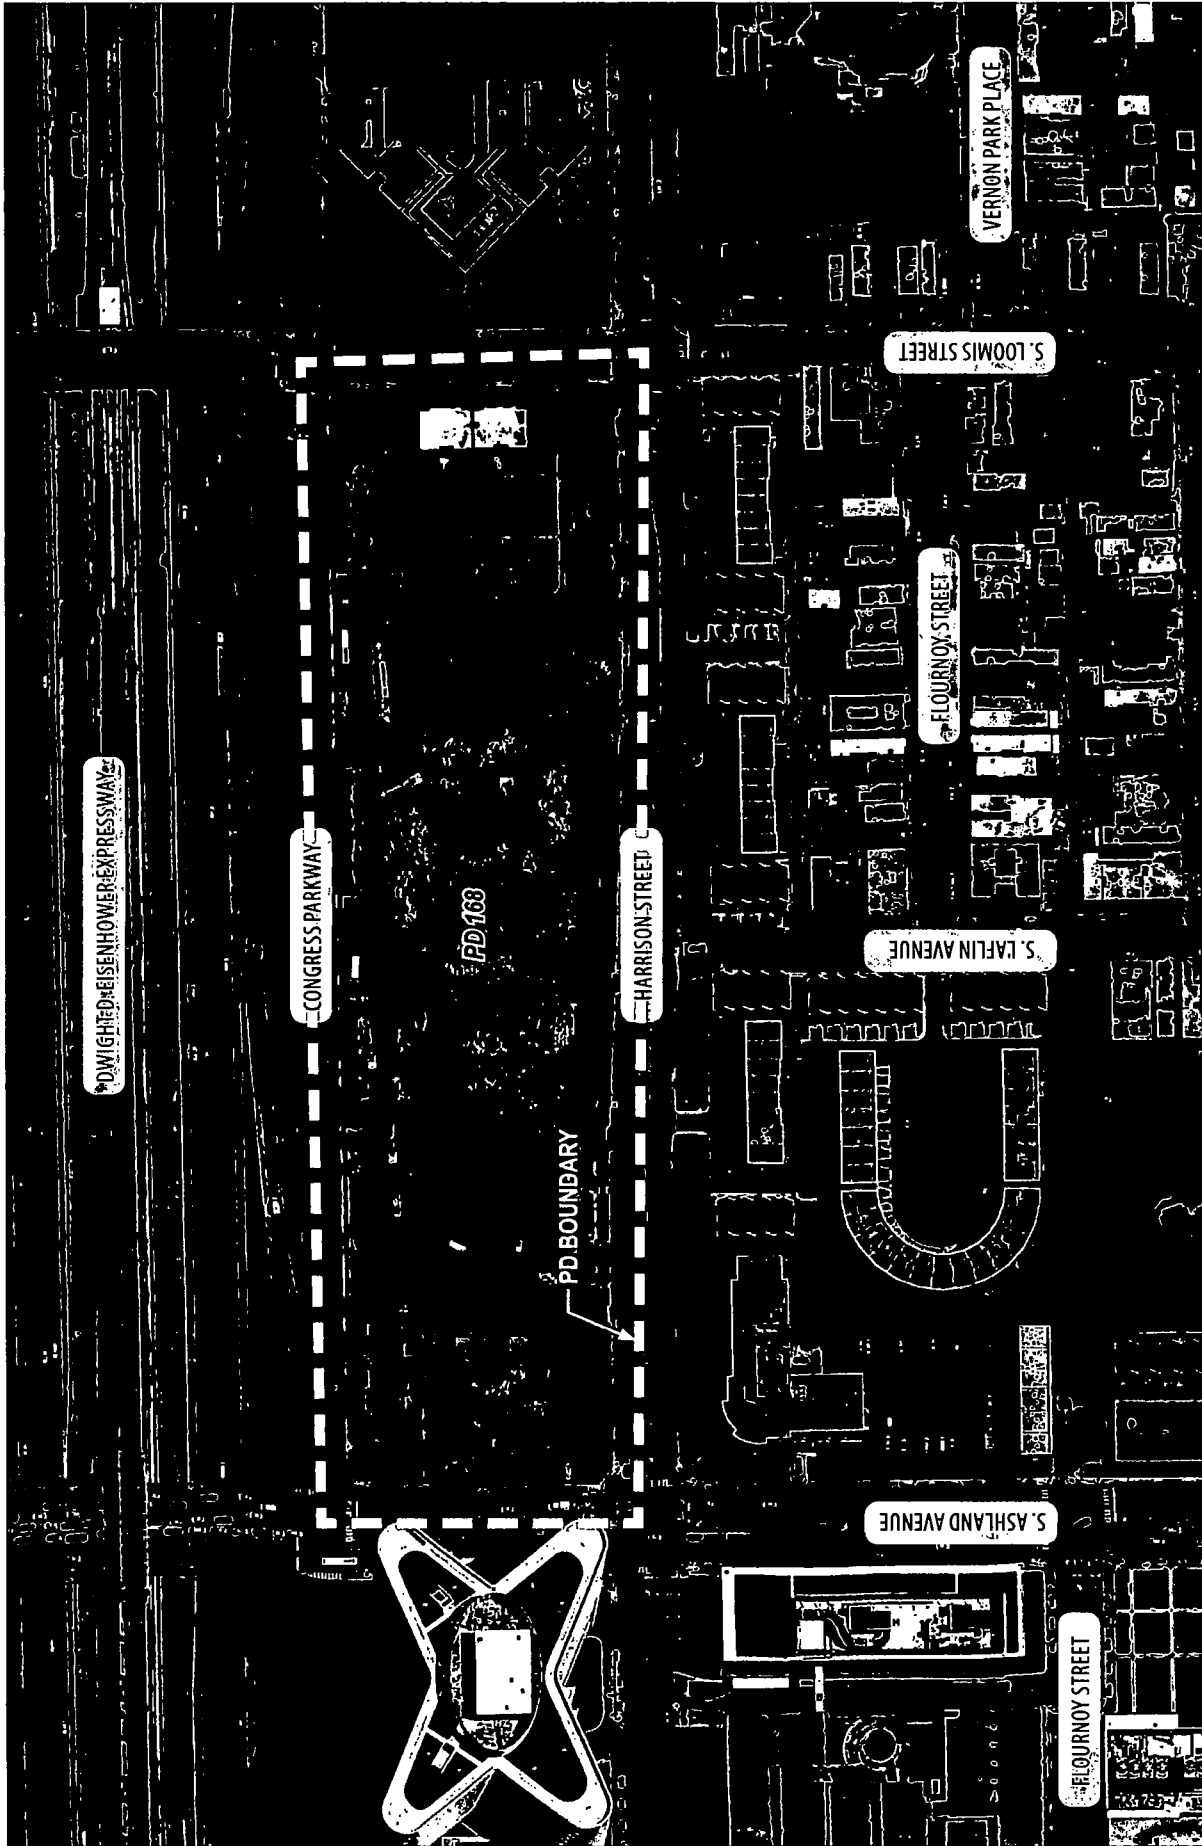 DWIGHT D. EISENHOWER EXPRESSWAY
CONGRESS PARKWAY
PD 168
PD BOUNDARY
HARRISON STREET
S. ASHLAND AVENUE
S. LAFLIN AVENUE
S. LOOMIS STREET
FLOURNOY STREET
VERNON PARK PLACE
FLOURNOY STREET